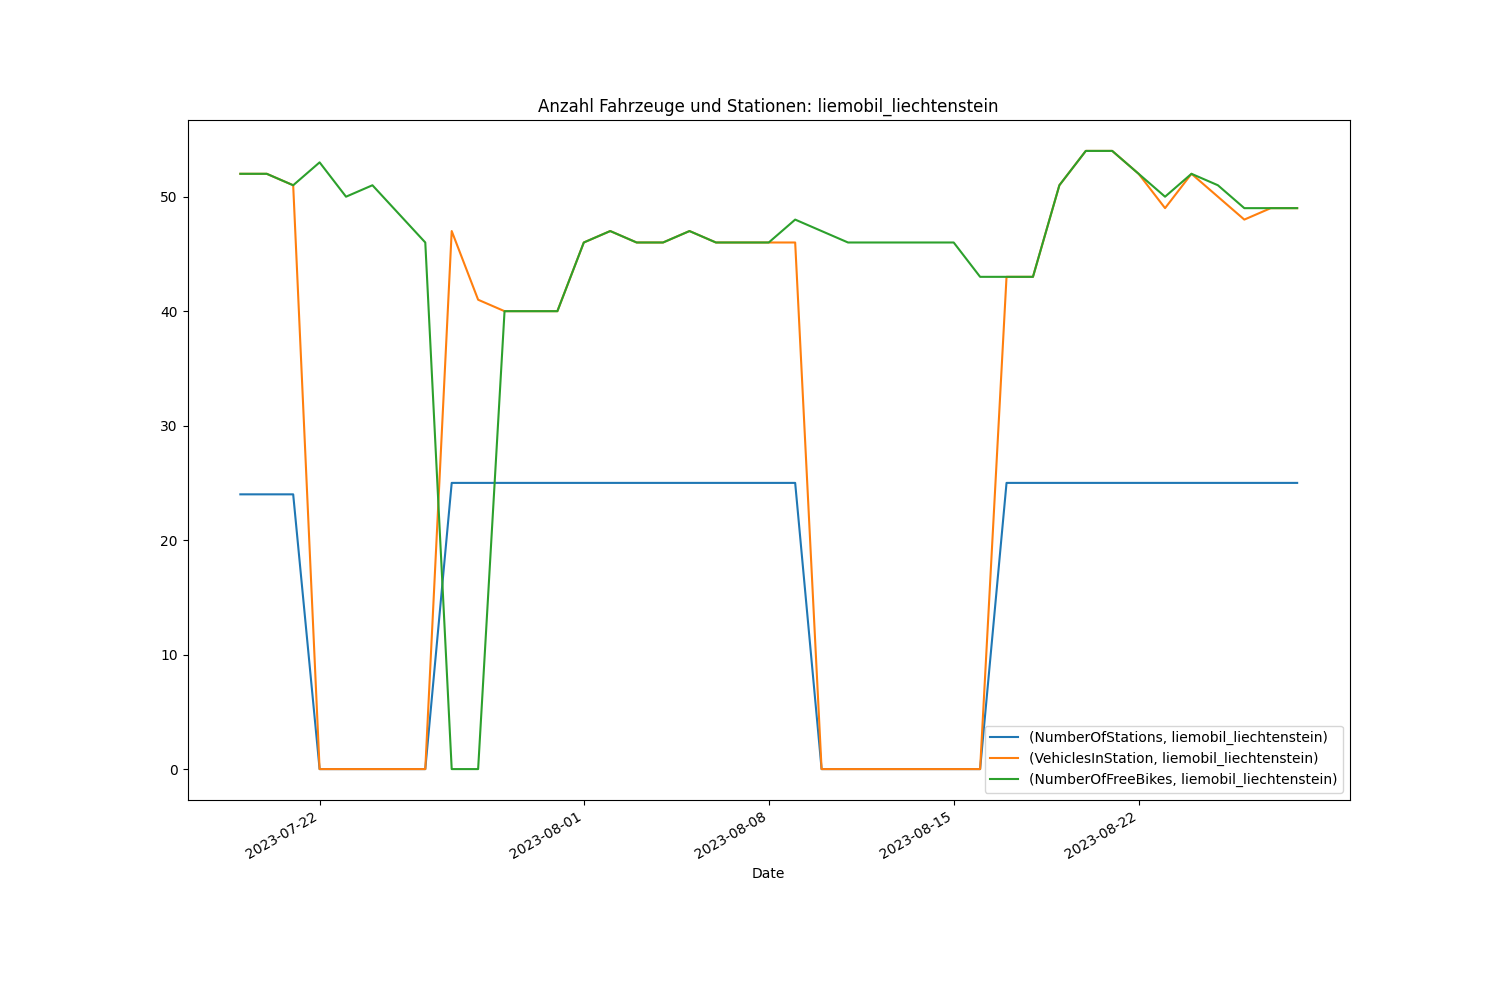 Anzahl Fahrzeuge und Stationen: liemobil_liechtenstein
50
40
30
20
10
0
(NumberOfStations, liemobil_liechtenstein)
(VehiclesInStation, liemobil_liechtenstein)
(NumberOfFreeBikes, liemobil_liechtenstein)
2023-07-22
2023-08-01
2023-08-08
2023-08-15
2023-08-22
Date